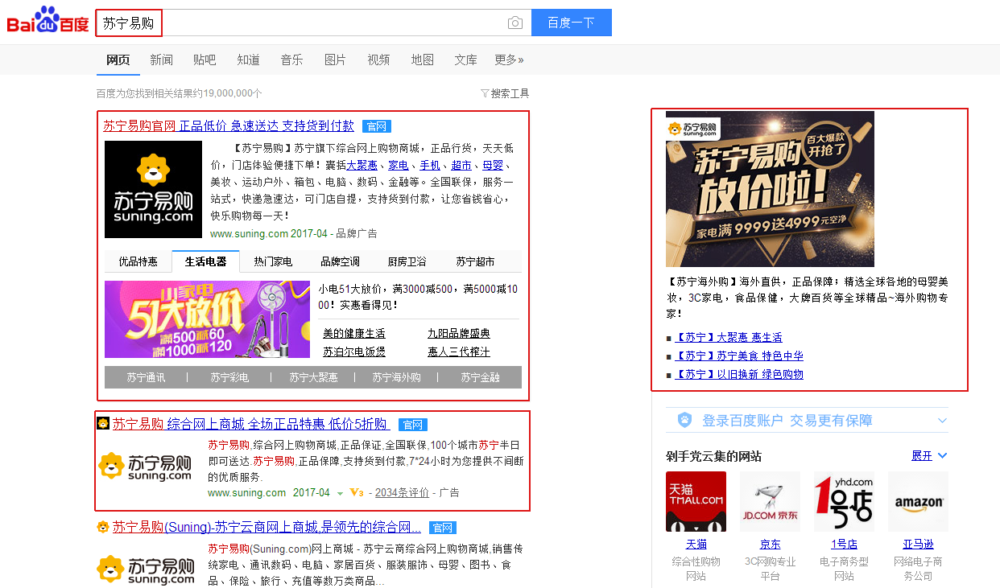 Bai du 百度
苏宁易购
百度一下
网页 新闻 贴吧 知道 音乐 图片 视频 地图 文库 更多»
百度为您找到相关结果约19,000,000个
搜索工具
苏宁易购官网 正品低价 急速送达 支持货到付款 官网
苏宁易购
suning.com
【苏宁易购】苏宁旗下综合网上购物商城，正品行货，天天低
价，门店体验便捷下单！囊括大聚惠、家电、手机、超市、母婴、
美妆、运动户外、箱包、电脑、数码、金融等。全国联保，服务一
站式，快递急速达，可门店自提，支持货到付款，让您省钱省心，
快乐购物每一天！
www.suning.com 2017-04 - 品牌广告
优品特惠 生活电器 热门家电 品牌空调 厨房卫浴 苏宁超市
小家电
51大放价
满500减60
满1000减120
小电51大放价，满3000减500，满5000减10
00！实惠看得见！
美的健康生活 九阳品牌盛典
苏泊尔电饭煲 惠人三代榨汁
苏宁通讯 | 苏宁彩电 | 苏宁大聚惠 | 苏宁海外购 | 苏宁金融
苏宁易购 综合网上商城 全场正品特惠 低价5折购 官网
苏宁易购
suning.com
苏宁易购,综合网上购物商城,正品保证,全国联保,100个城市苏宁半日
即可送达.苏宁易购,正品保障,支持货到付款,7*24小时为您提供不间断
的优质服务.
www.suning.com 2017-04 V3 - 2034条评价 - 广告
苏宁易购(Suning)-苏宁云商网上商城,是领先的综合网... 官网
苏宁易购
suning.com
苏宁易购(Suning.com)网上商城 - 苏宁云商综合网上购物商城,销售传
统家电、通讯数码、电脑、家居百货、服装服饰、母婴、图书、食
品、保险、旅行、充值等数万类商品...
苏宁易购
suning.com
百大爆款
开抢了
苏宁易购
放价啦！
家电满9999送4999元空净
【苏宁海外购】海外直供，正品保障；精选全球各地的母婴美
妆，3C家电，食品保健，大牌百货等全球精品~海外购物专
家！
【苏宁】大聚惠 惠生活
【苏宁】苏宁美食 特色中华
【苏宁】以旧换新 绿色购物
登录百度账户 交易更有保障
剁手党云集的网站
展开
天猫
TMALL.COM
JD.COM 京东
yhd.com
1号店
amazon
天猫 京东 1号店 亚马逊
综合性购物 3C网购专业 电子商务型 网络电子商
网站 平台 网站 务公司